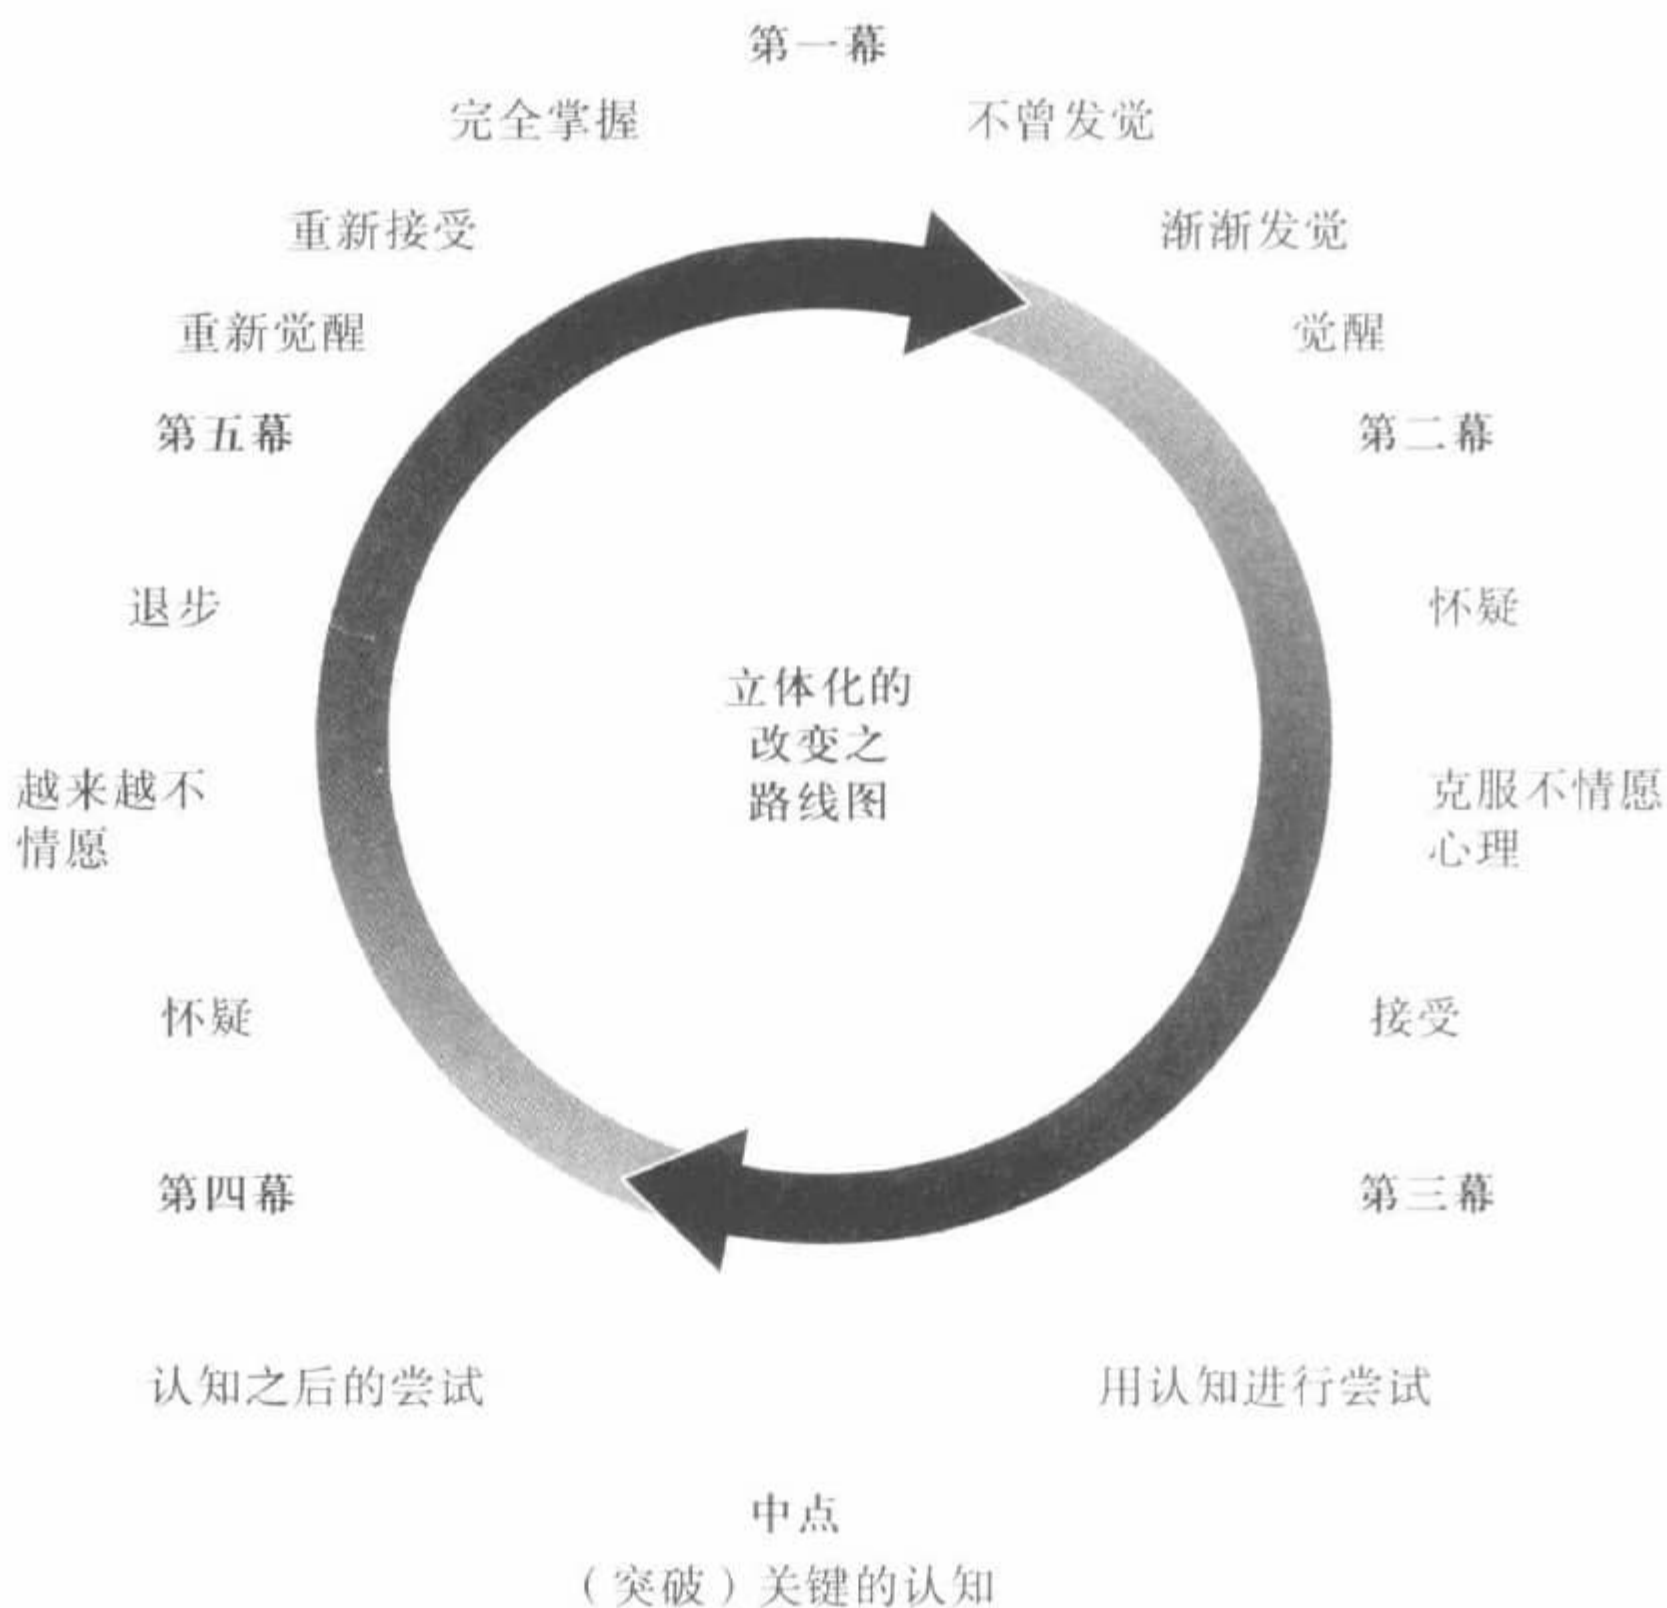 第一幕
完全掌握
不曾发觉
重新接受
渐渐发觉
重新觉醒
觉醒
第五幕
第二幕
退步
怀疑
立体化的
改变之
路线图
越来越不
情愿
克服不情愿
心理
怀疑
接受
第四幕
第三幕
认知之后的尝试
用认知进行尝试
中点
（突破）关键的认知